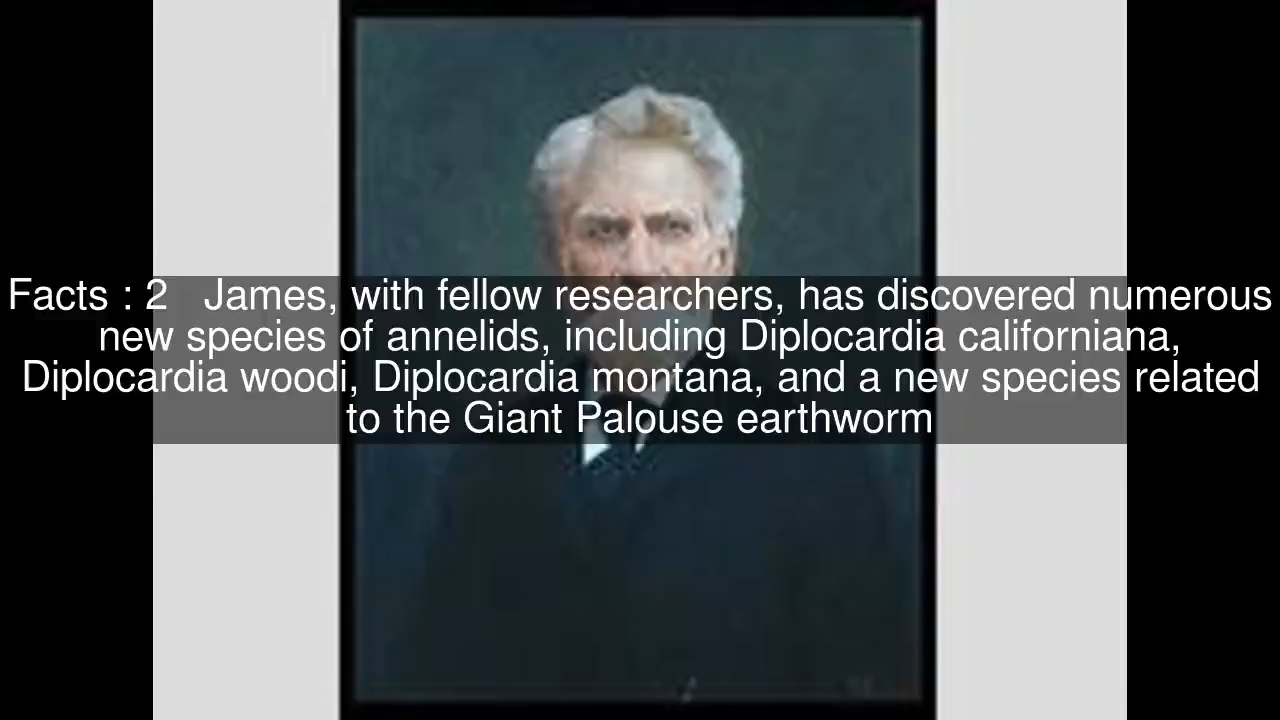 Facts : 2 James, with fellow researchers, has discovered numerous
new species of annelids, including Diplocardia californiana,
Diplocardia woodi, Diplocardia montana, and a new species related
to the Giant Palouse earthworm